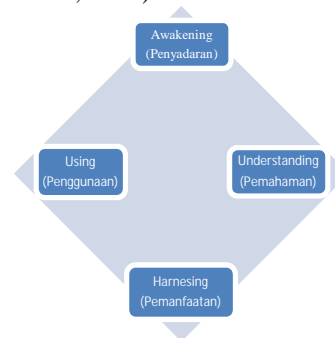 Awakening
(Penyadaran)
Using
(Penggunaan)
Understanding
(Pemahaman)
Harnesing
(Pemanfaatan)